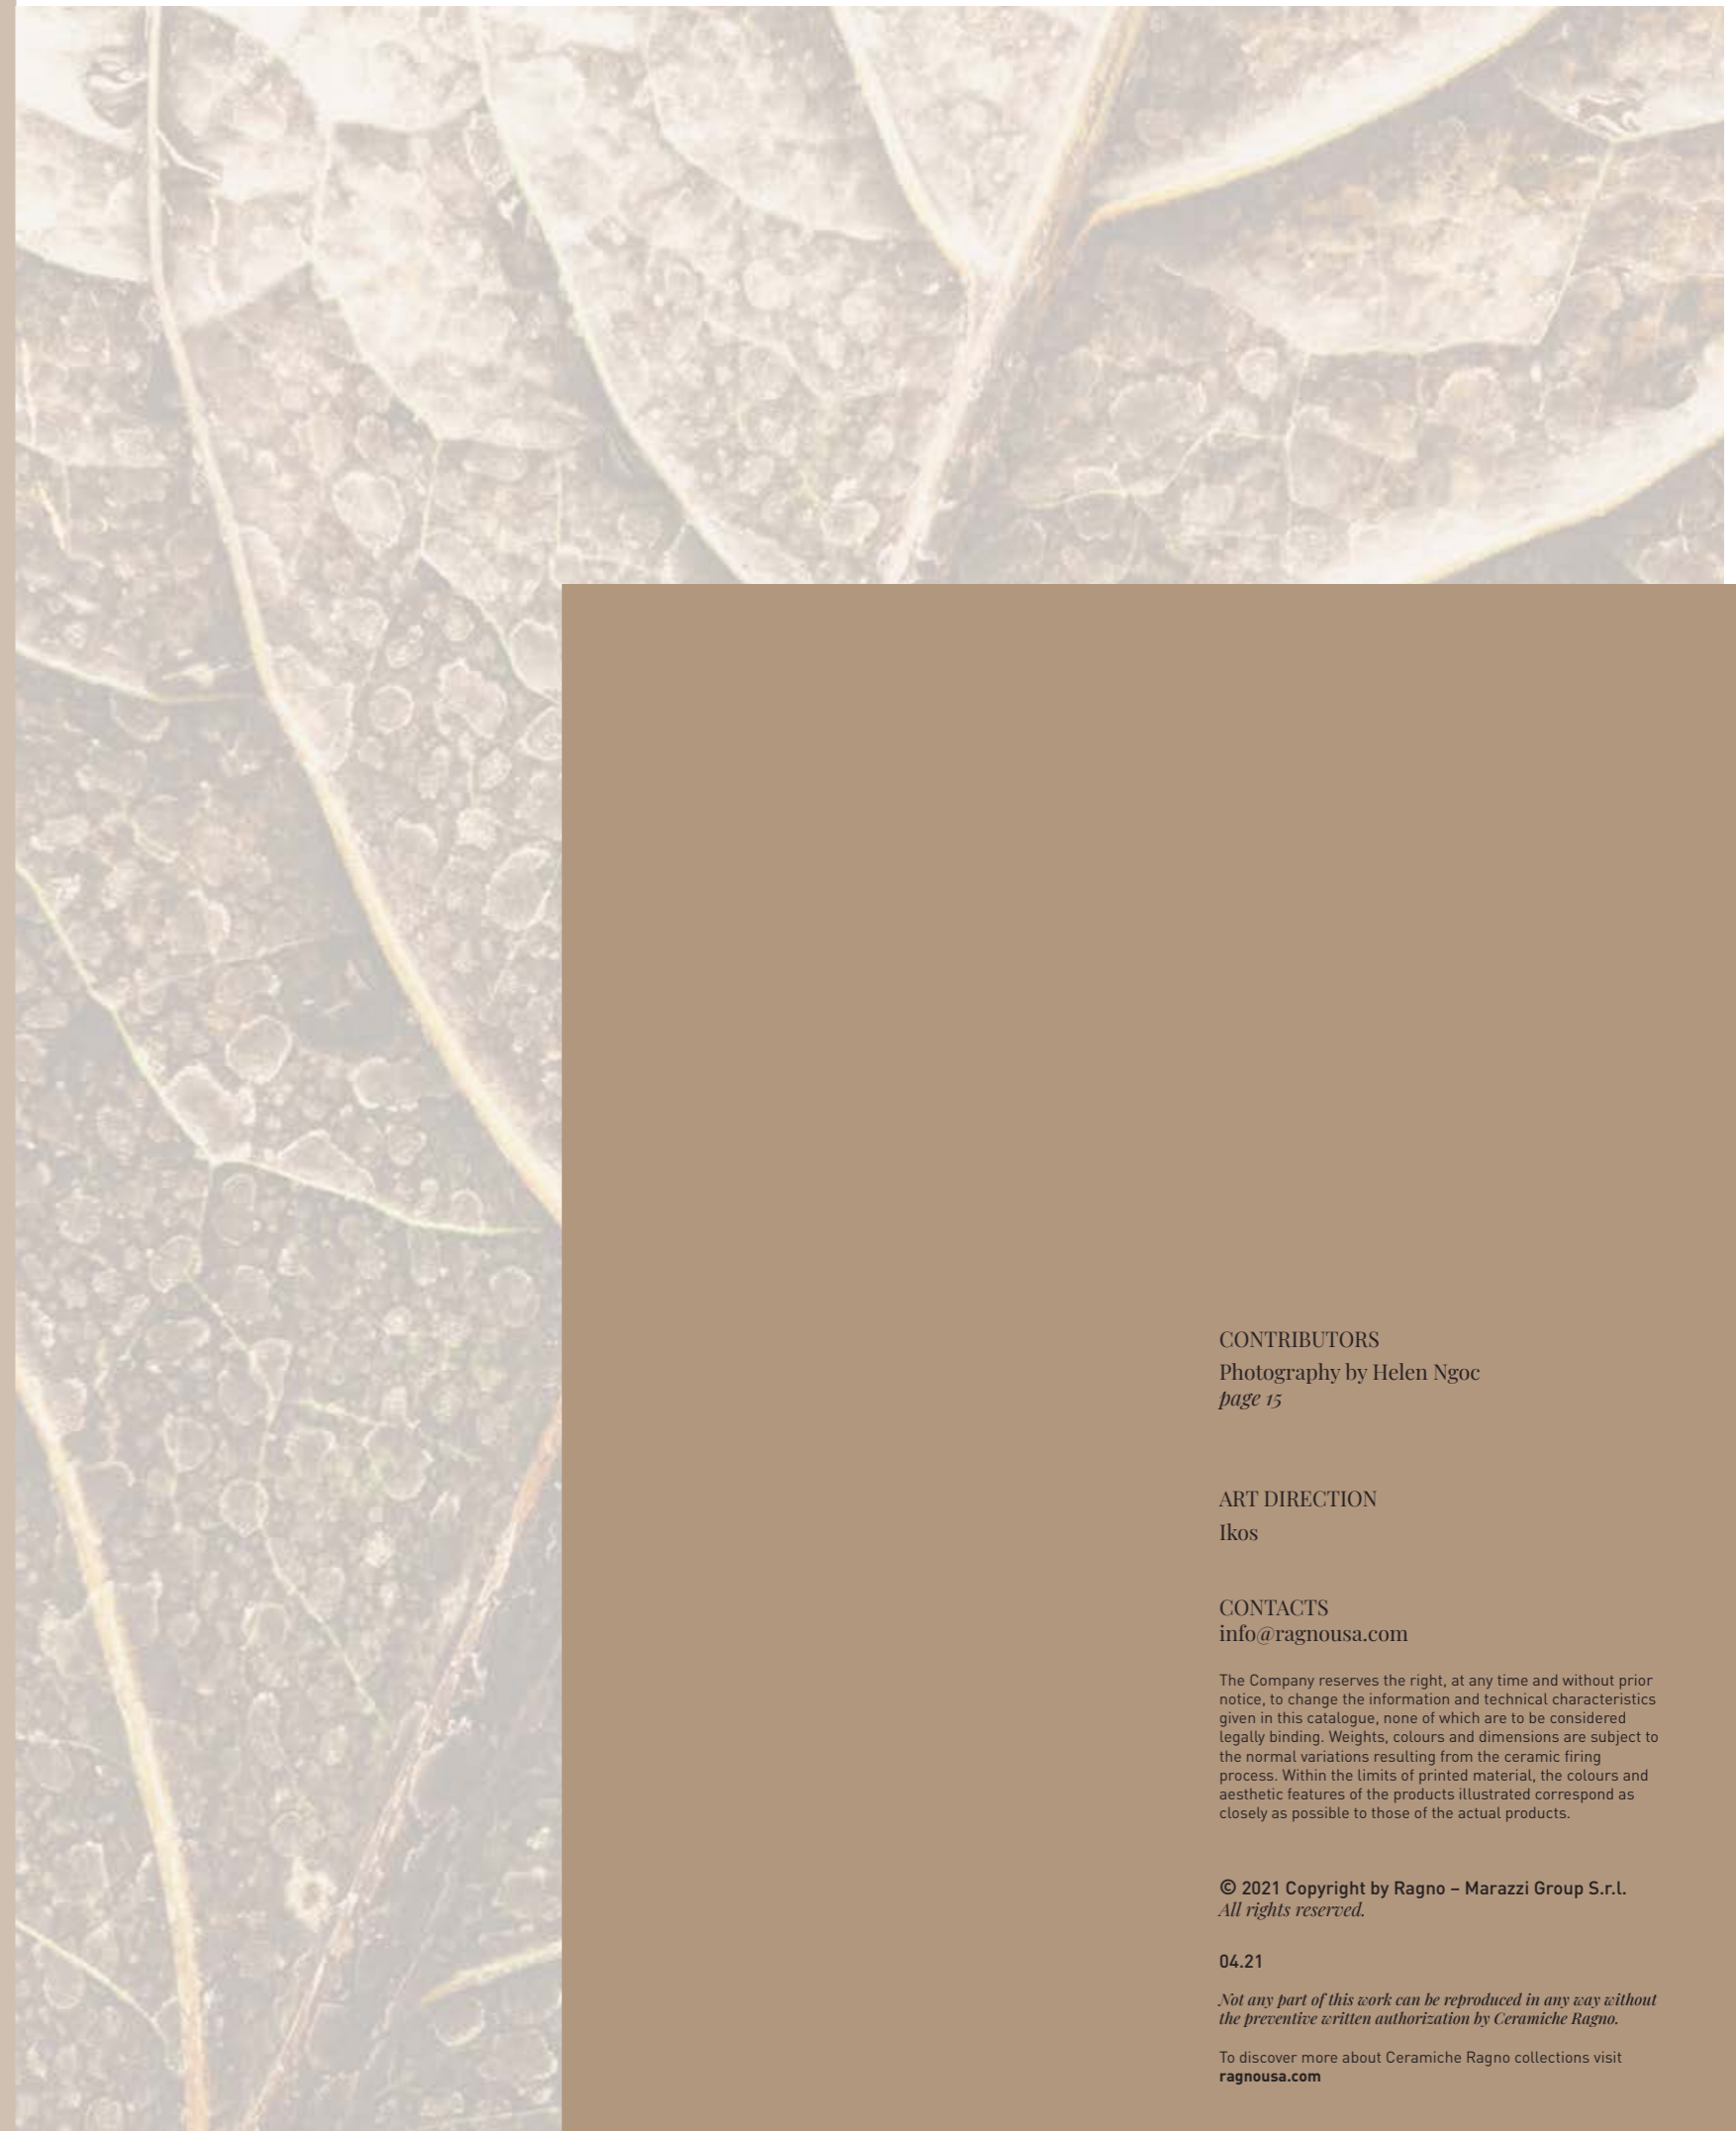 CONTRIBUTORS
Photography by Helen Ngoc
page 15
ART DIRECTION
Ikos
CONTACTS
info@ragnousa.com
The Company reserves the right, at any time and without prior
notice, to change the information and technical characteristics
given in this catalogue, none of which are to be considered
legally binding. Weights, colours and dimensions are subject to
the normal variations resulting from the ceramic firing
process. Within the limits of printed material, the colours and
aesthetic features of the products illustrated correspond as
closely as possible to those of the actual products.
© 2021 Copyright by Ragno – Marazzi Group S.r.l.
All rights reserved.
04.21
Not any part of this work can be reproduced in any way without
the preventive written authorization by Ceramiche Ragno.
To discover more about Ceramiche Ragno collections visit
ragnousa.com